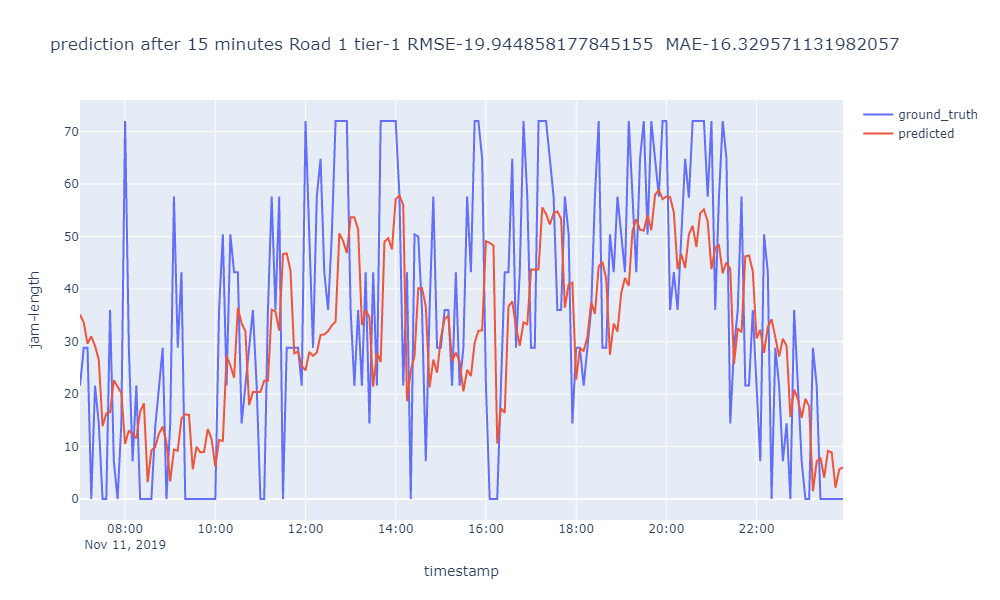 prediction after 15 minutes Road 1 tier-1 RMSE-19.944858177845155  MAE-16.329571131982057
ground_truth
predicted
jam-length
70
60
50
40
30
20
10
0
08:00 10:00 12:00 14:00 16:00 18:00 20:00 22:00
Nov 11, 2019
timestamp